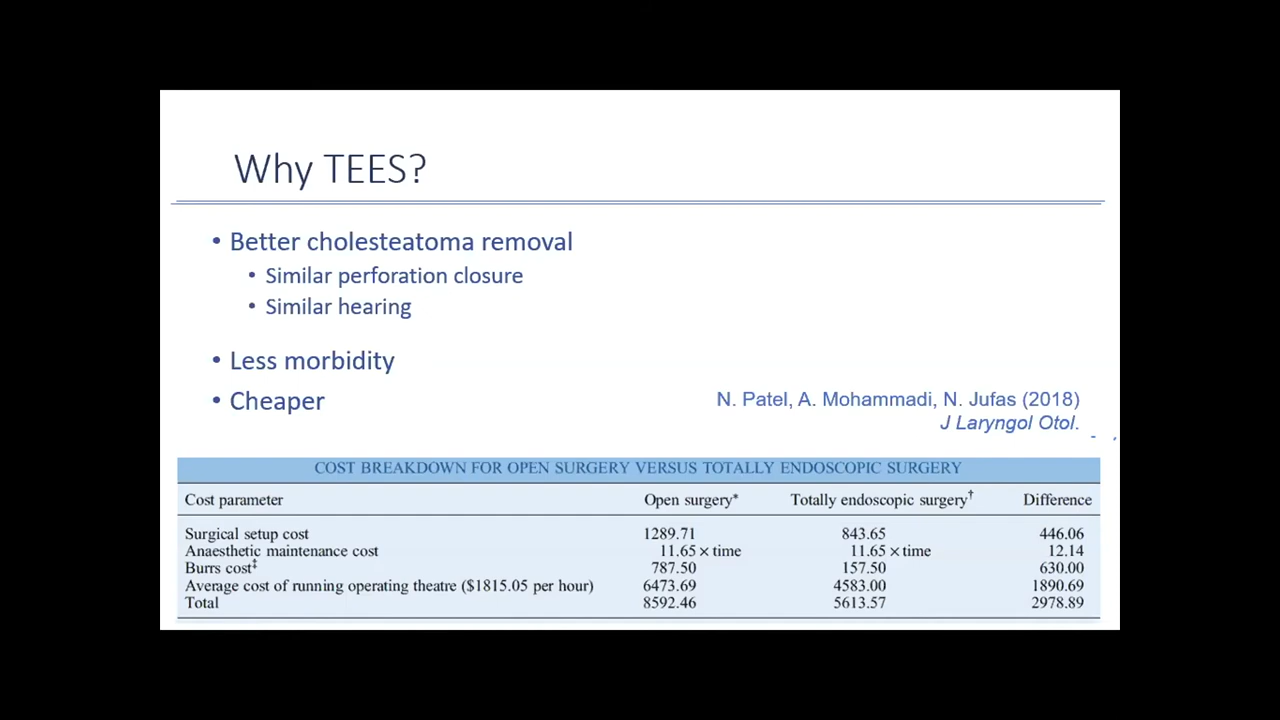 Why TEES?
• Better cholesteatoma removal
• Similar perforation closure
• Similar hearing
• Less morbidity
• Cheaper
N. Patel, A. Mohammadi, N. Jufas (2018)
J Laryngol Otol.
COST BREAKDOWN FOR OPEN SURGERY VERSUS TOTALLY ENDOSCOPIC SURGERY
Cost parameter Open surgery* Totally endoscopic surgery† Difference
Surgical setup cost 1289.71 843.65 446.06
Anaesthetic maintenance cost 11.65 × time 11.65 × time 12.14
Burrs cost‡ 787.50 157.50 630.00
Average cost of running operating theatre ($1815.05 per hour) 6473.69 4583.00 1890.69
Total 8592.46 5613.57 2978.89